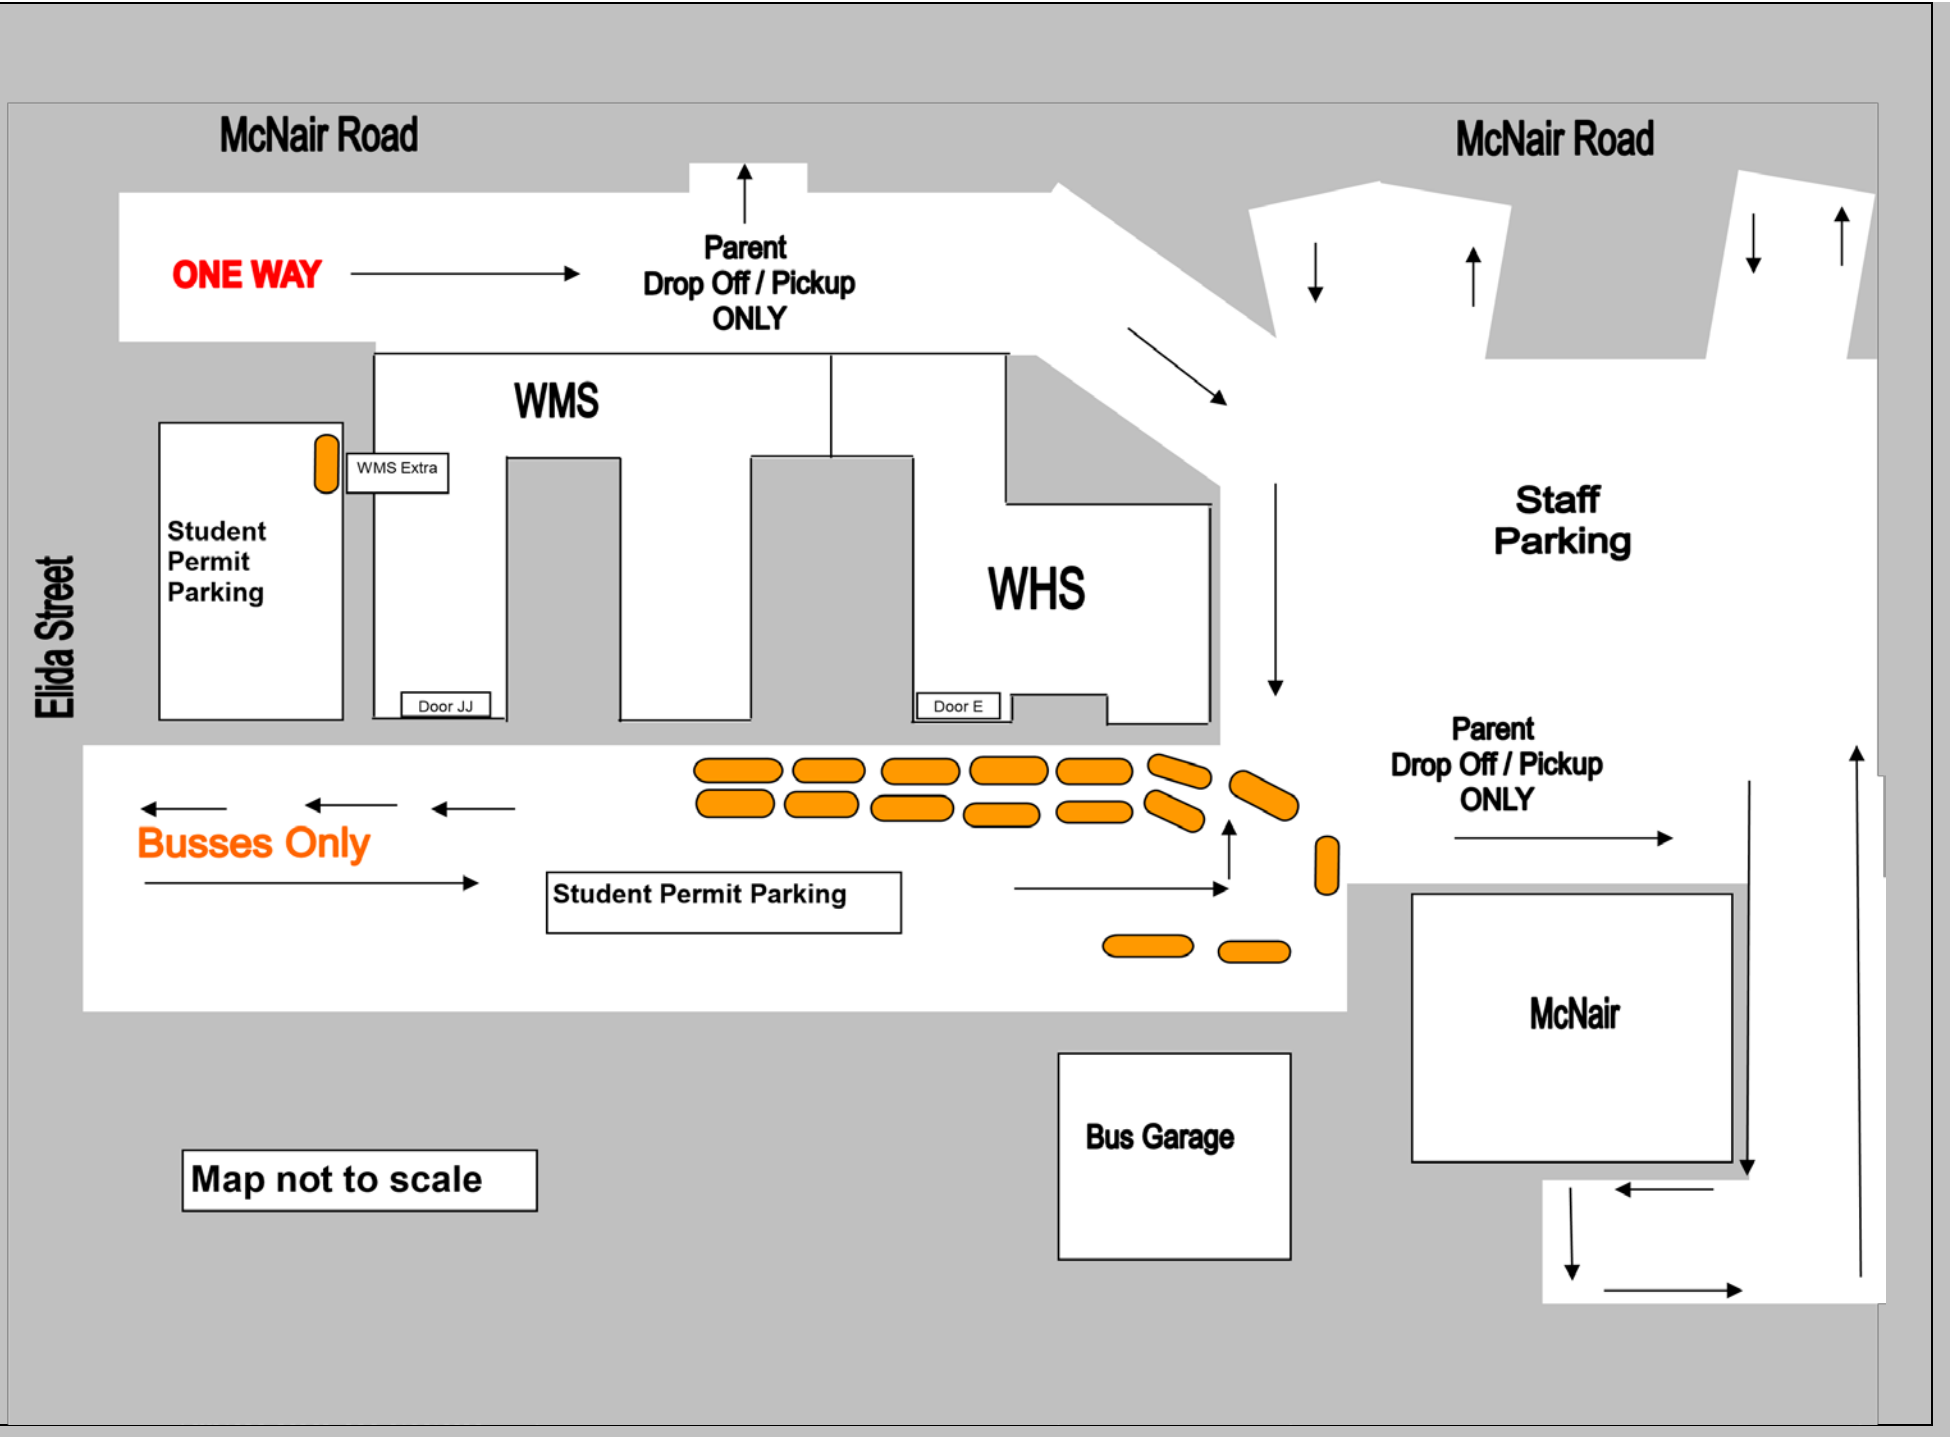 McNair Road
McNair Road
ONE WAY
Parent
Drop Off / Pickup
ONLY
WMS
WMS Extra
Student
Permit
Parking
Staff
Parking
WHS
Elida Street
Door JJ
Door E
Parent
Drop Off / Pickup
ONLY
Busses Only
Student Permit Parking
McNair
Bus Garage
Map not to scale